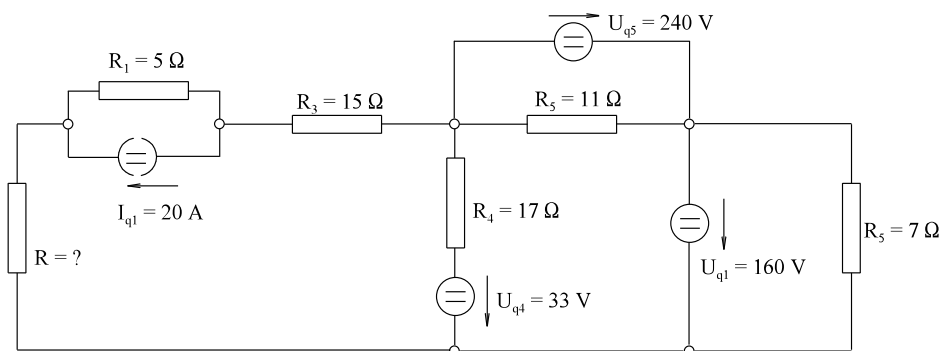 U_q5 = 240 V
R_1 = 5 Ω
R_3 = 15 Ω
R_5 = 11 Ω
I_q1 = 20 A
R_4 = 17 Ω
R_5 = 7 Ω
R = ?
U_q1 = 160 V
U_q4 = 33 V